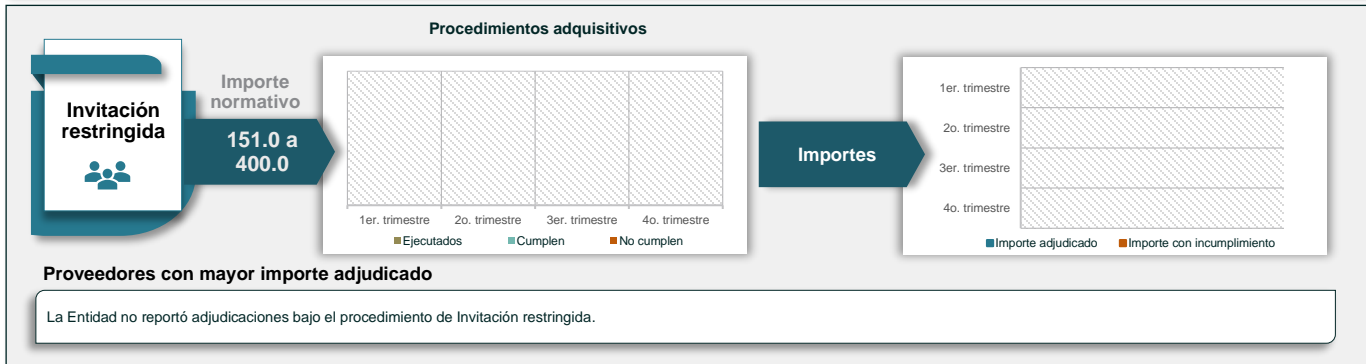 Procedimientos adquisitivos
Invitación
restringida
Importe
normativo
151.0 a
400.0
1er. trimestre
2o. trimestre
3er. trimestre
4o. trimestre
Ejecutados
Cumplen
No cumplen
Importes
1er. trimestre
2o. trimestre
3er. trimestre
4o. trimestre
Importe adjudicado
Importe con incumplimiento
Proveedores con mayor importe adjudicado
La Entidad no reportó adjudicaciones bajo el procedimiento de Invitación restringida.